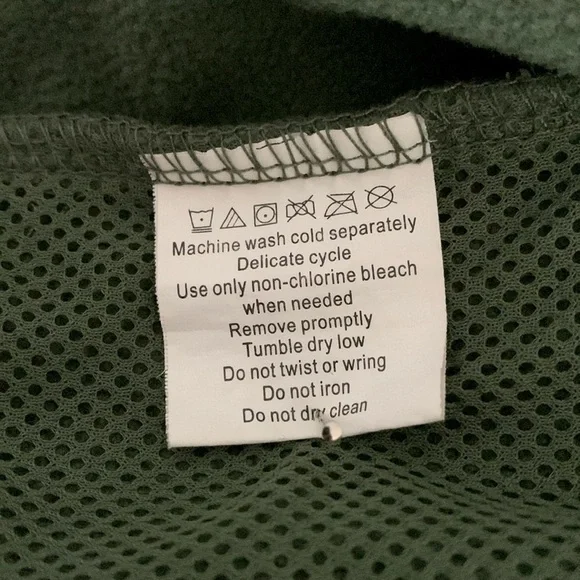 Machine wash cold separately
Delicate cycle
Use only non-chlorine bleach
when needed
Remove promptly
Tumble dry low
Do not twist or wring
Do not iron
Do not dry clean